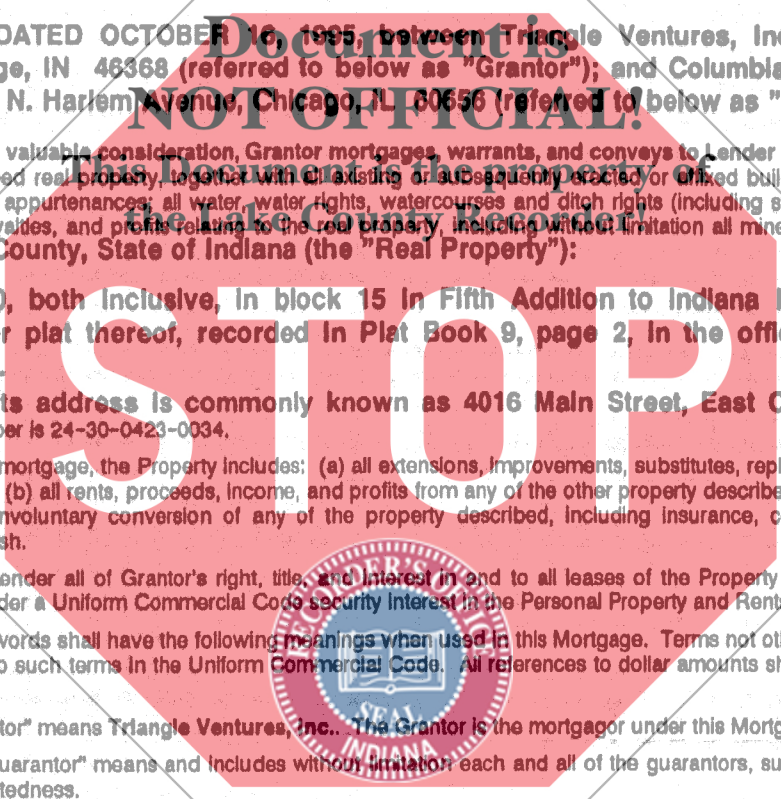 DATED OCTOBER 16, 1995, between Triangle Ventures, Inc
Document is
ge, IN 46368 (referred to below as "Grantor"); and Columbia
N. Harlem Avenue, Chicago, IL 60656 (referred to below as "
NOT OFFICIAL!
valuable consideration, Grantor mortgages, warrants, and conveys to Lender
This Document is the property of
ed real property, together with all existing or subsequently erected or affixed buil
appurtenances; all water, water rights, watercourses and ditch rights (including s
the Lake County Recorder!
yalties, and profits relating to the real property, including without limitation all mine
County, State of Indiana (the "Real Property"):
0, both inclusive, in block 15 in Fifth Addition to Indiana
r plat thereof, recorded in Plat Book 9, page 2, in the offi
STOP
ts address is commonly known as 4016 Main Street, East C
ber is 24-30-0423-0034.
mortgage, the Property includes: (a) all extensions, improvements, substitutes, repl
(b) all rents, proceeds, income, and profits from any of the other property describe
nvoluntary conversion of any of the property described, including insurance, c
sh.
ender all of Grantor's right, title, and interest in and to all leases of the Property
der a Uniform Commercial Code security interest in the Personal Property and Rent
words shall have the following meanings when used in this Mortgage. Terms not ot
o such terms in the Uniform Commercial Code. All references to dollar amounts sh
RECORDER'S OFFICE
SEAL
INDIANA
tor" means Triangle Ventures, Inc.. The Grantor is the mortgagor under this Mortg
uarantor" means and includes without limitation each and all of the guarantors, su
tedness.